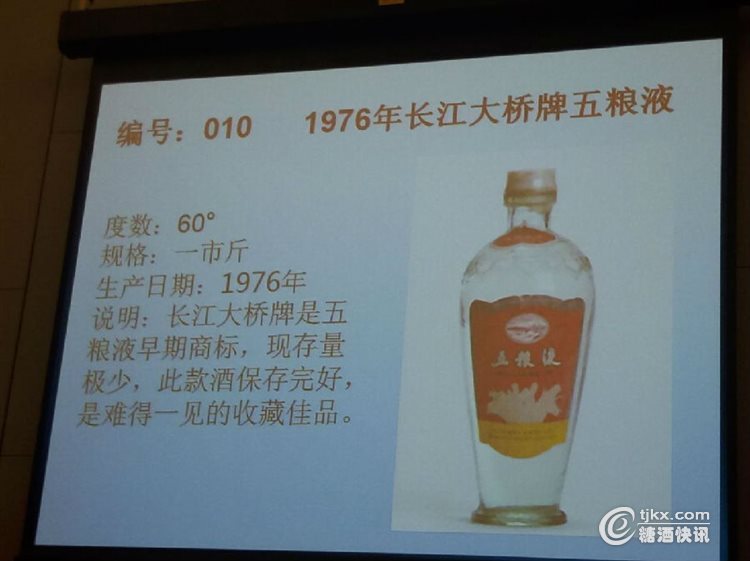 编号：010 1976年长江大桥牌五粮液
度数：60°
规格：一市斤
生产日期：1976年
说明：长江大桥牌是五
粮液早期商标，现存量
极少，此款酒保存完好，
是难得一见的收藏佳品。
五粮液
tjkx.com
糖酒快讯